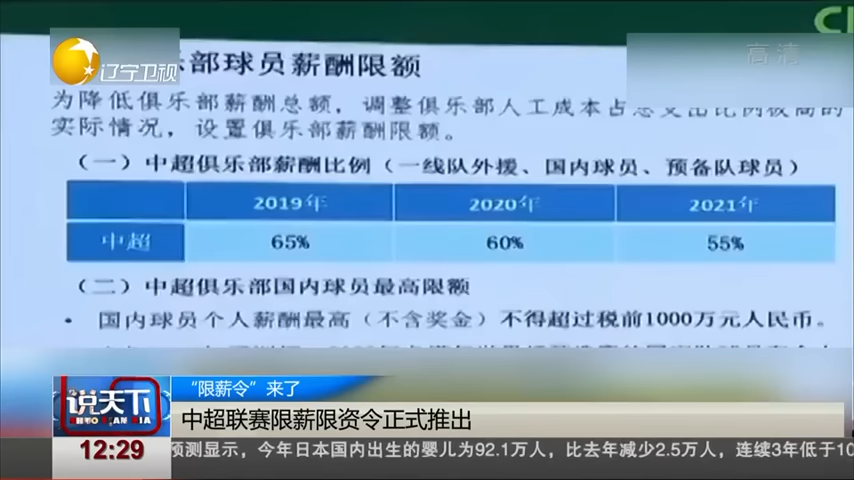 辽宁卫视
高清
部球员薪酬限额
为降低俱乐部薪酬总额，调整俱乐部人工成本占总支出比例极高的
实际情况，设置俱乐部薪酬限额。
（一）中超俱乐部薪酬比例（一线队外援、国内球员、预备队球员）
2019年 2020年 2021年
中超 65% 60% 55%
（二）中超俱乐部国内球员最高限额
· 国内球员个人薪酬最高（不含奖金）不得超过税前1000万元人民币。
“限薪令”来了
说天下
SHUO TIAN XIA
中超联赛限薪限资令正式推出
12:29
预测显示，今年日本国内出生的婴儿为92.1万人，比去年减少2.5万人，连续3年低于10